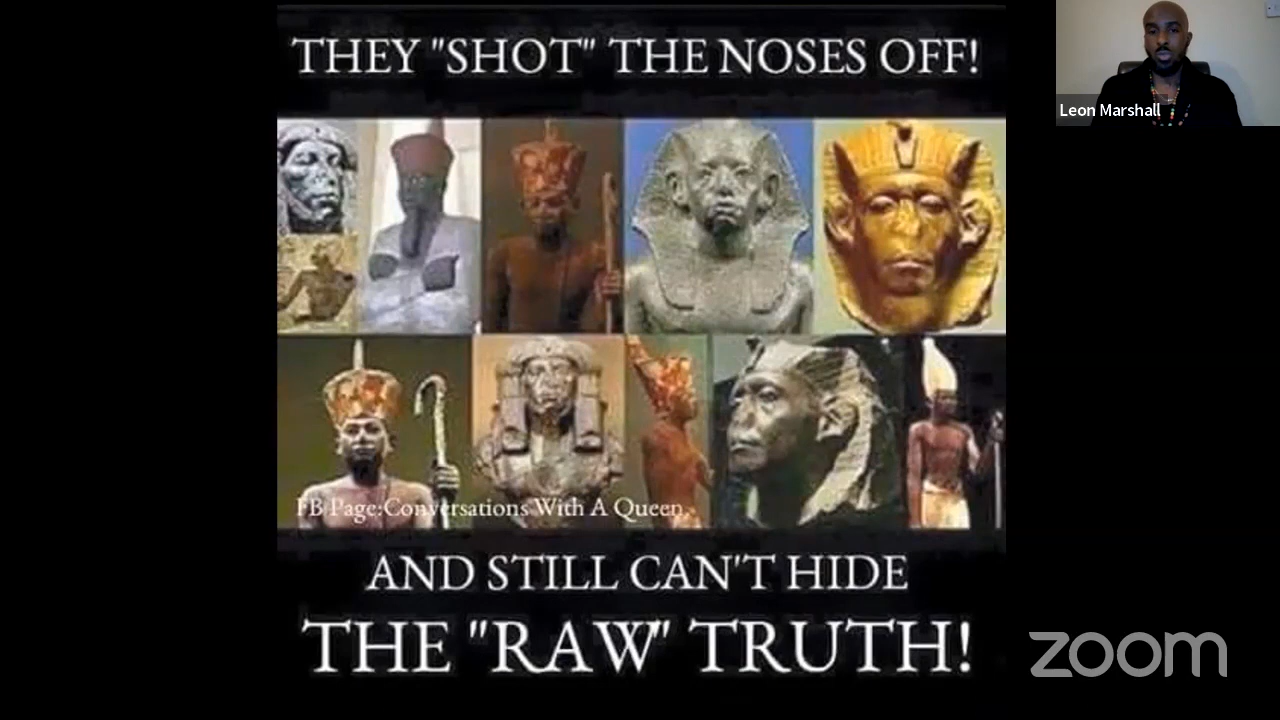 THEY "SHOT" THE NOSES OFF!
Leon Marshall
FB Page:Conversations With A Queen.
AND STILL CAN'T HIDE
THE "RAW" TRUTH!
zoom